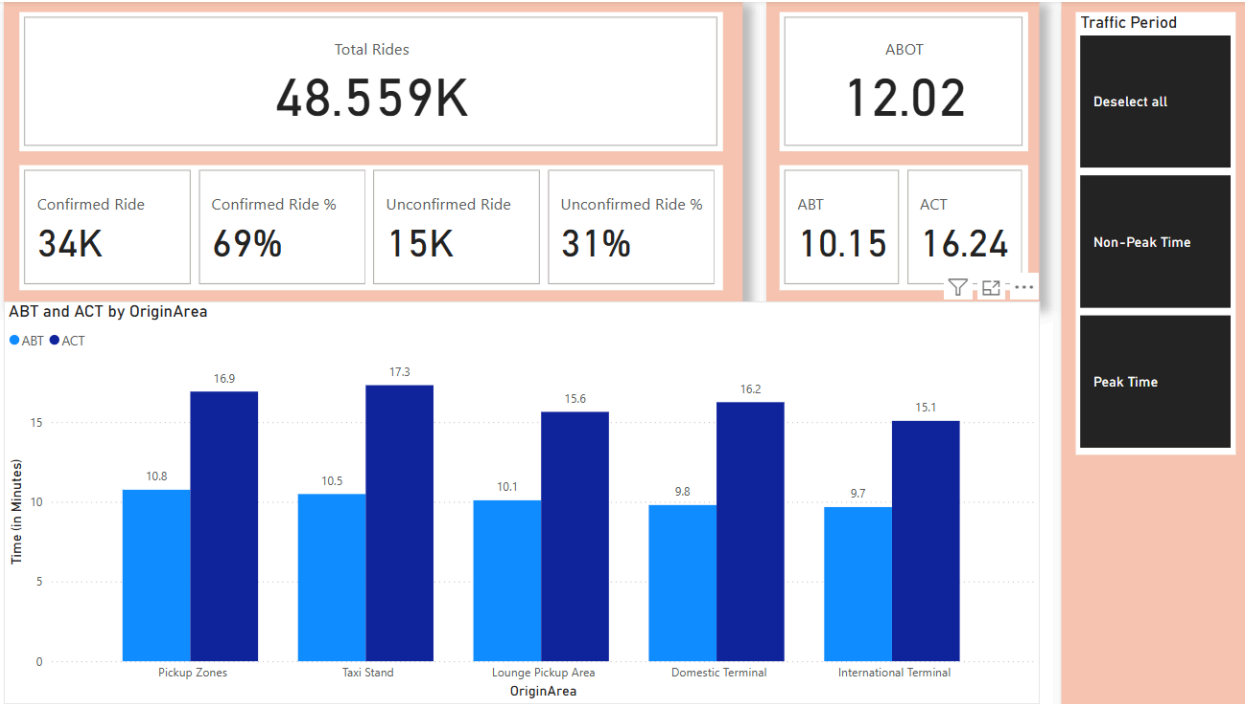 Total Rides
48.559K
ABOT
12.02
Traffic Period
Deselect all
Non-Peak Time
Peak Time
Confirmed Ride
34K
Confirmed Ride %
69%
Unconfirmed Ride
15K
Unconfirmed Ride %
31%
ABT
10.15
ACT
16.24
ABT and ACT by OriginArea
ABT ACT
Time (in Minutes)
15
10
5
0
10.8
16.9
10.5
17.3
10.1
15.6
9.8
16.2
9.7
15.1
Pickup Zones
Taxi Stand
Lounge Pickup Area
Domestic Terminal
International Terminal
OriginArea